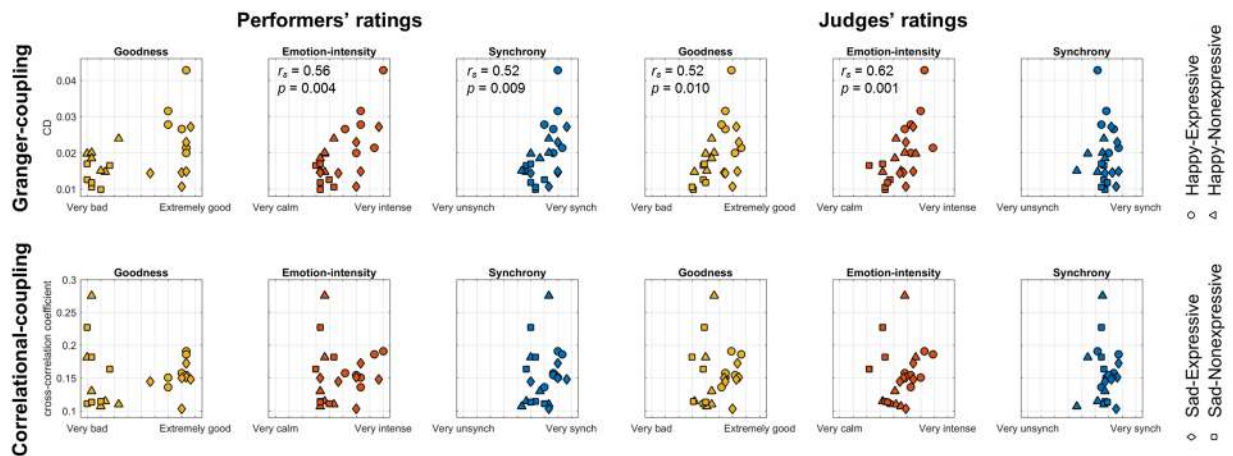 Performers' ratings
Judges' ratings
Granger-coupling
Goodness
Emotion-intensity
Synchrony
Goodness
Emotion-intensity
Synchrony
CD
0.04
0.03
0.02
0.01
r_s = 0.56
p = 0.004
r_s = 0.52
p = 0.009
r_s = 0.52
p = 0.010
r_s = 0.62
p = 0.001
Very bad
Extremely good
Very calm
Very intense
Very unsynch
Very synch
Very bad
Extremely good
Very calm
Very intense
Very unsynch
Very synch
Happy-Expressive
Happy-Nonexpressive
Correlational-coupling
Goodness
Emotion-intensity
Synchrony
Goodness
Emotion-intensity
Synchrony
cross-correlation coefficient
0.3
0.25
0.2
0.15
0.1
Very bad
Extremely good
Very calm
Very intense
Very unsynch
Very synch
Very bad
Extremely good
Very calm
Very intense
Very unsynch
Very synch
Sad-Expressive
Sad-Nonexpressive